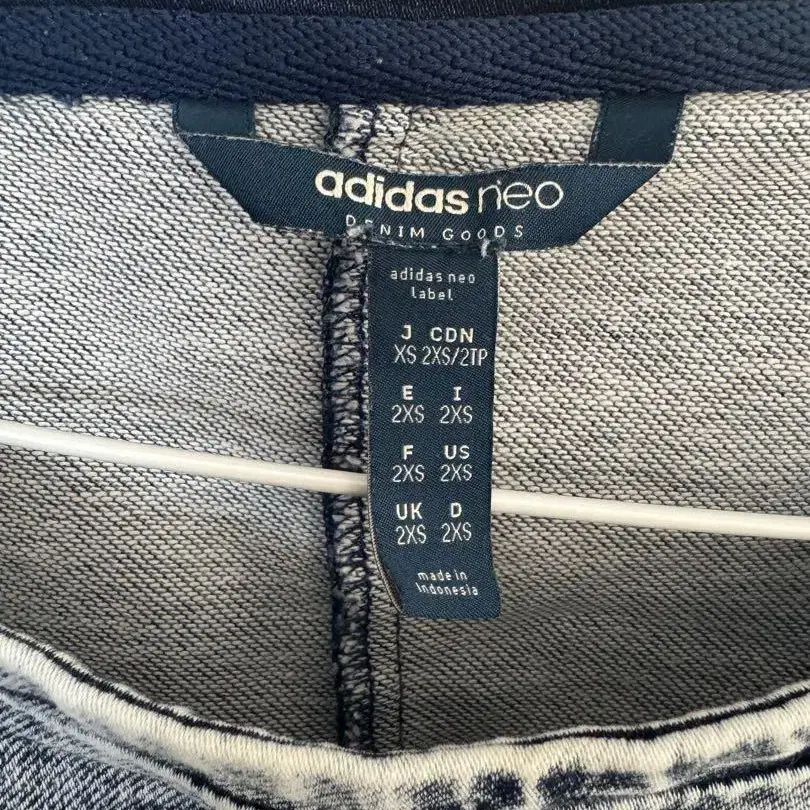 adidas neo
DENIM GOODS
adidas neo
label
J CDN
XS 2XS/2TP
E I
2XS 2XS
F US
2XS 2XS
UK D
2XS 2XS
made in
Indonesia